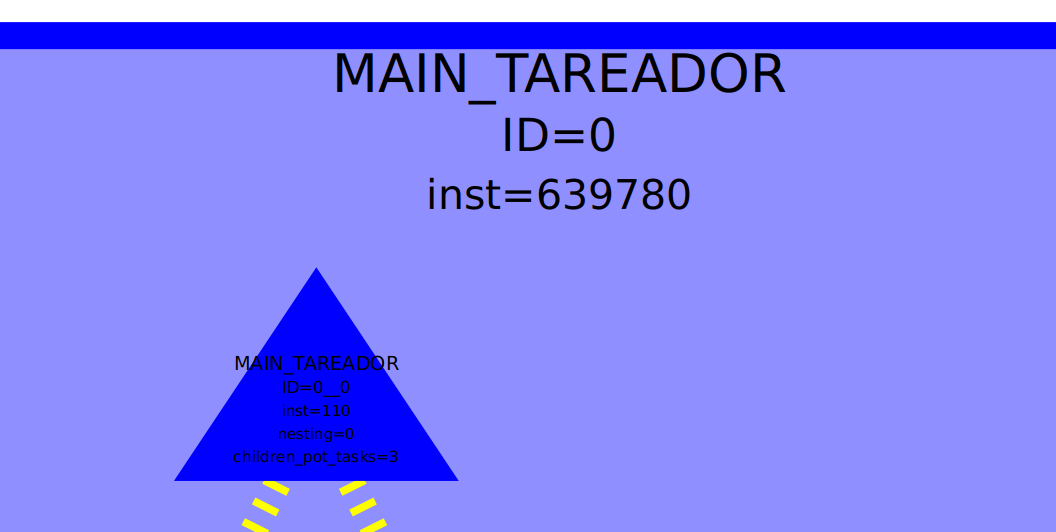 MAIN_TAREADOR
ID=0
inst=639780
MAIN_TAREADOR
ID=0__0
inst=110
nesting=0
children_pot_tasks=3